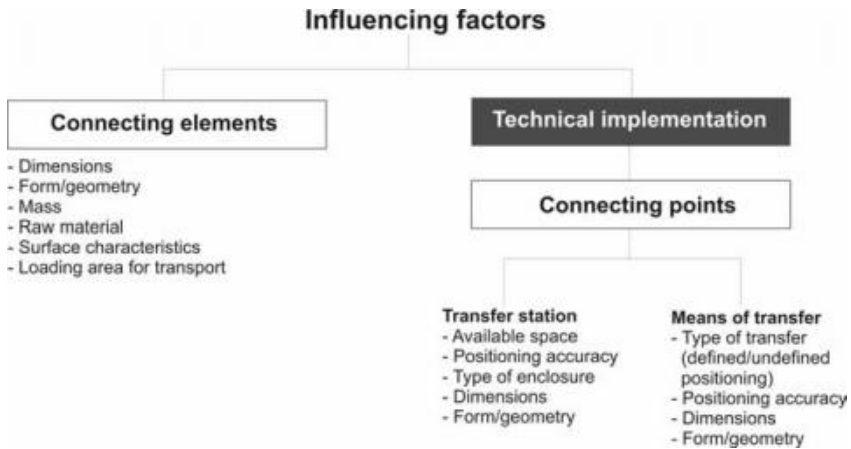 Influencing factors
Connecting elements
- Dimensions
- Form/geometry
- Mass
- Raw material
- Surface characteristics
- Loading area for transport
Technical implementation
Connecting points
Transfer station
- Available space
- Positioning accuracy
- Type of enclosure
- Dimensions
- Form/geometry
Means of transfer
- Type of transfer
(defined/undefined
positioning)
- Positioning accuracy
- Dimensions
- Form/geometry